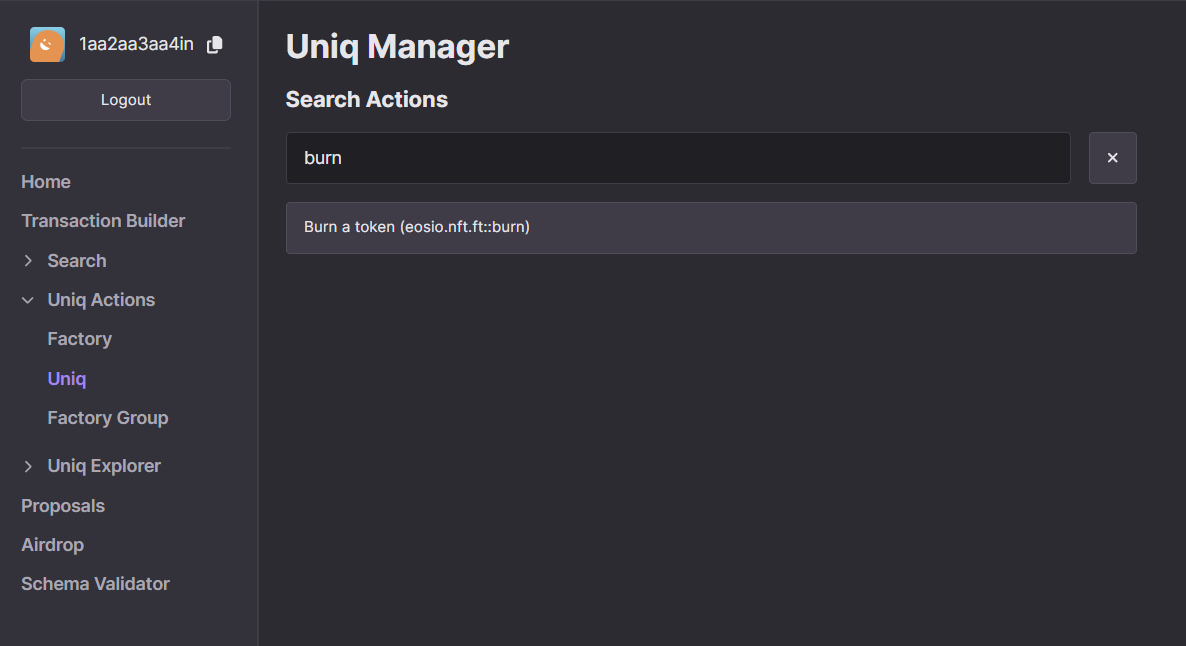 1aa2aa3aa4in
Logout
Home
Transaction Builder
Search
Uniq Actions
Factory
Uniq
Factory Group
Uniq Explorer
Proposals
Airdrop
Schema Validator
Uniq Manager
Search Actions
burn
Burn a token (eosio.nft.ft::burn)